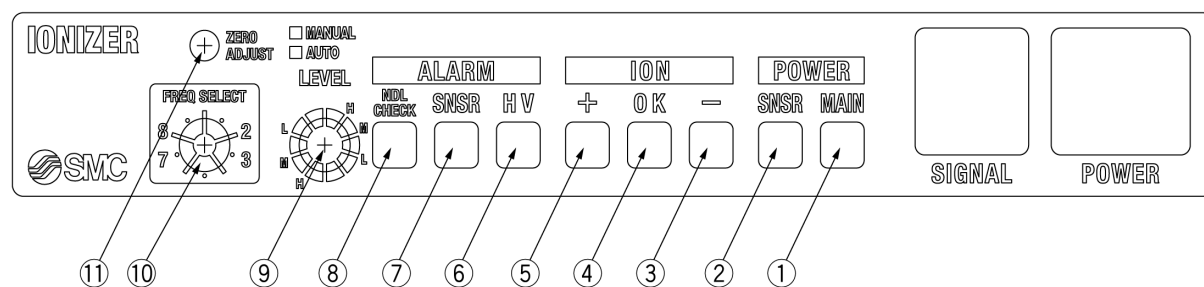 IONIZER
ZERO ADJUST
MANUAL
AUTO
LEVEL
ALARM
ION
POWER
FREQ SELECT
NDL CHECK
SNSR
HV
+
OK
−
SNSR
MAIN
8
2
7
3
H
L
M
M
L
H
SMC
SIGNAL
POWER
⑪
⑩
⑨
⑧
⑦
⑥
⑤
④
③
②
①